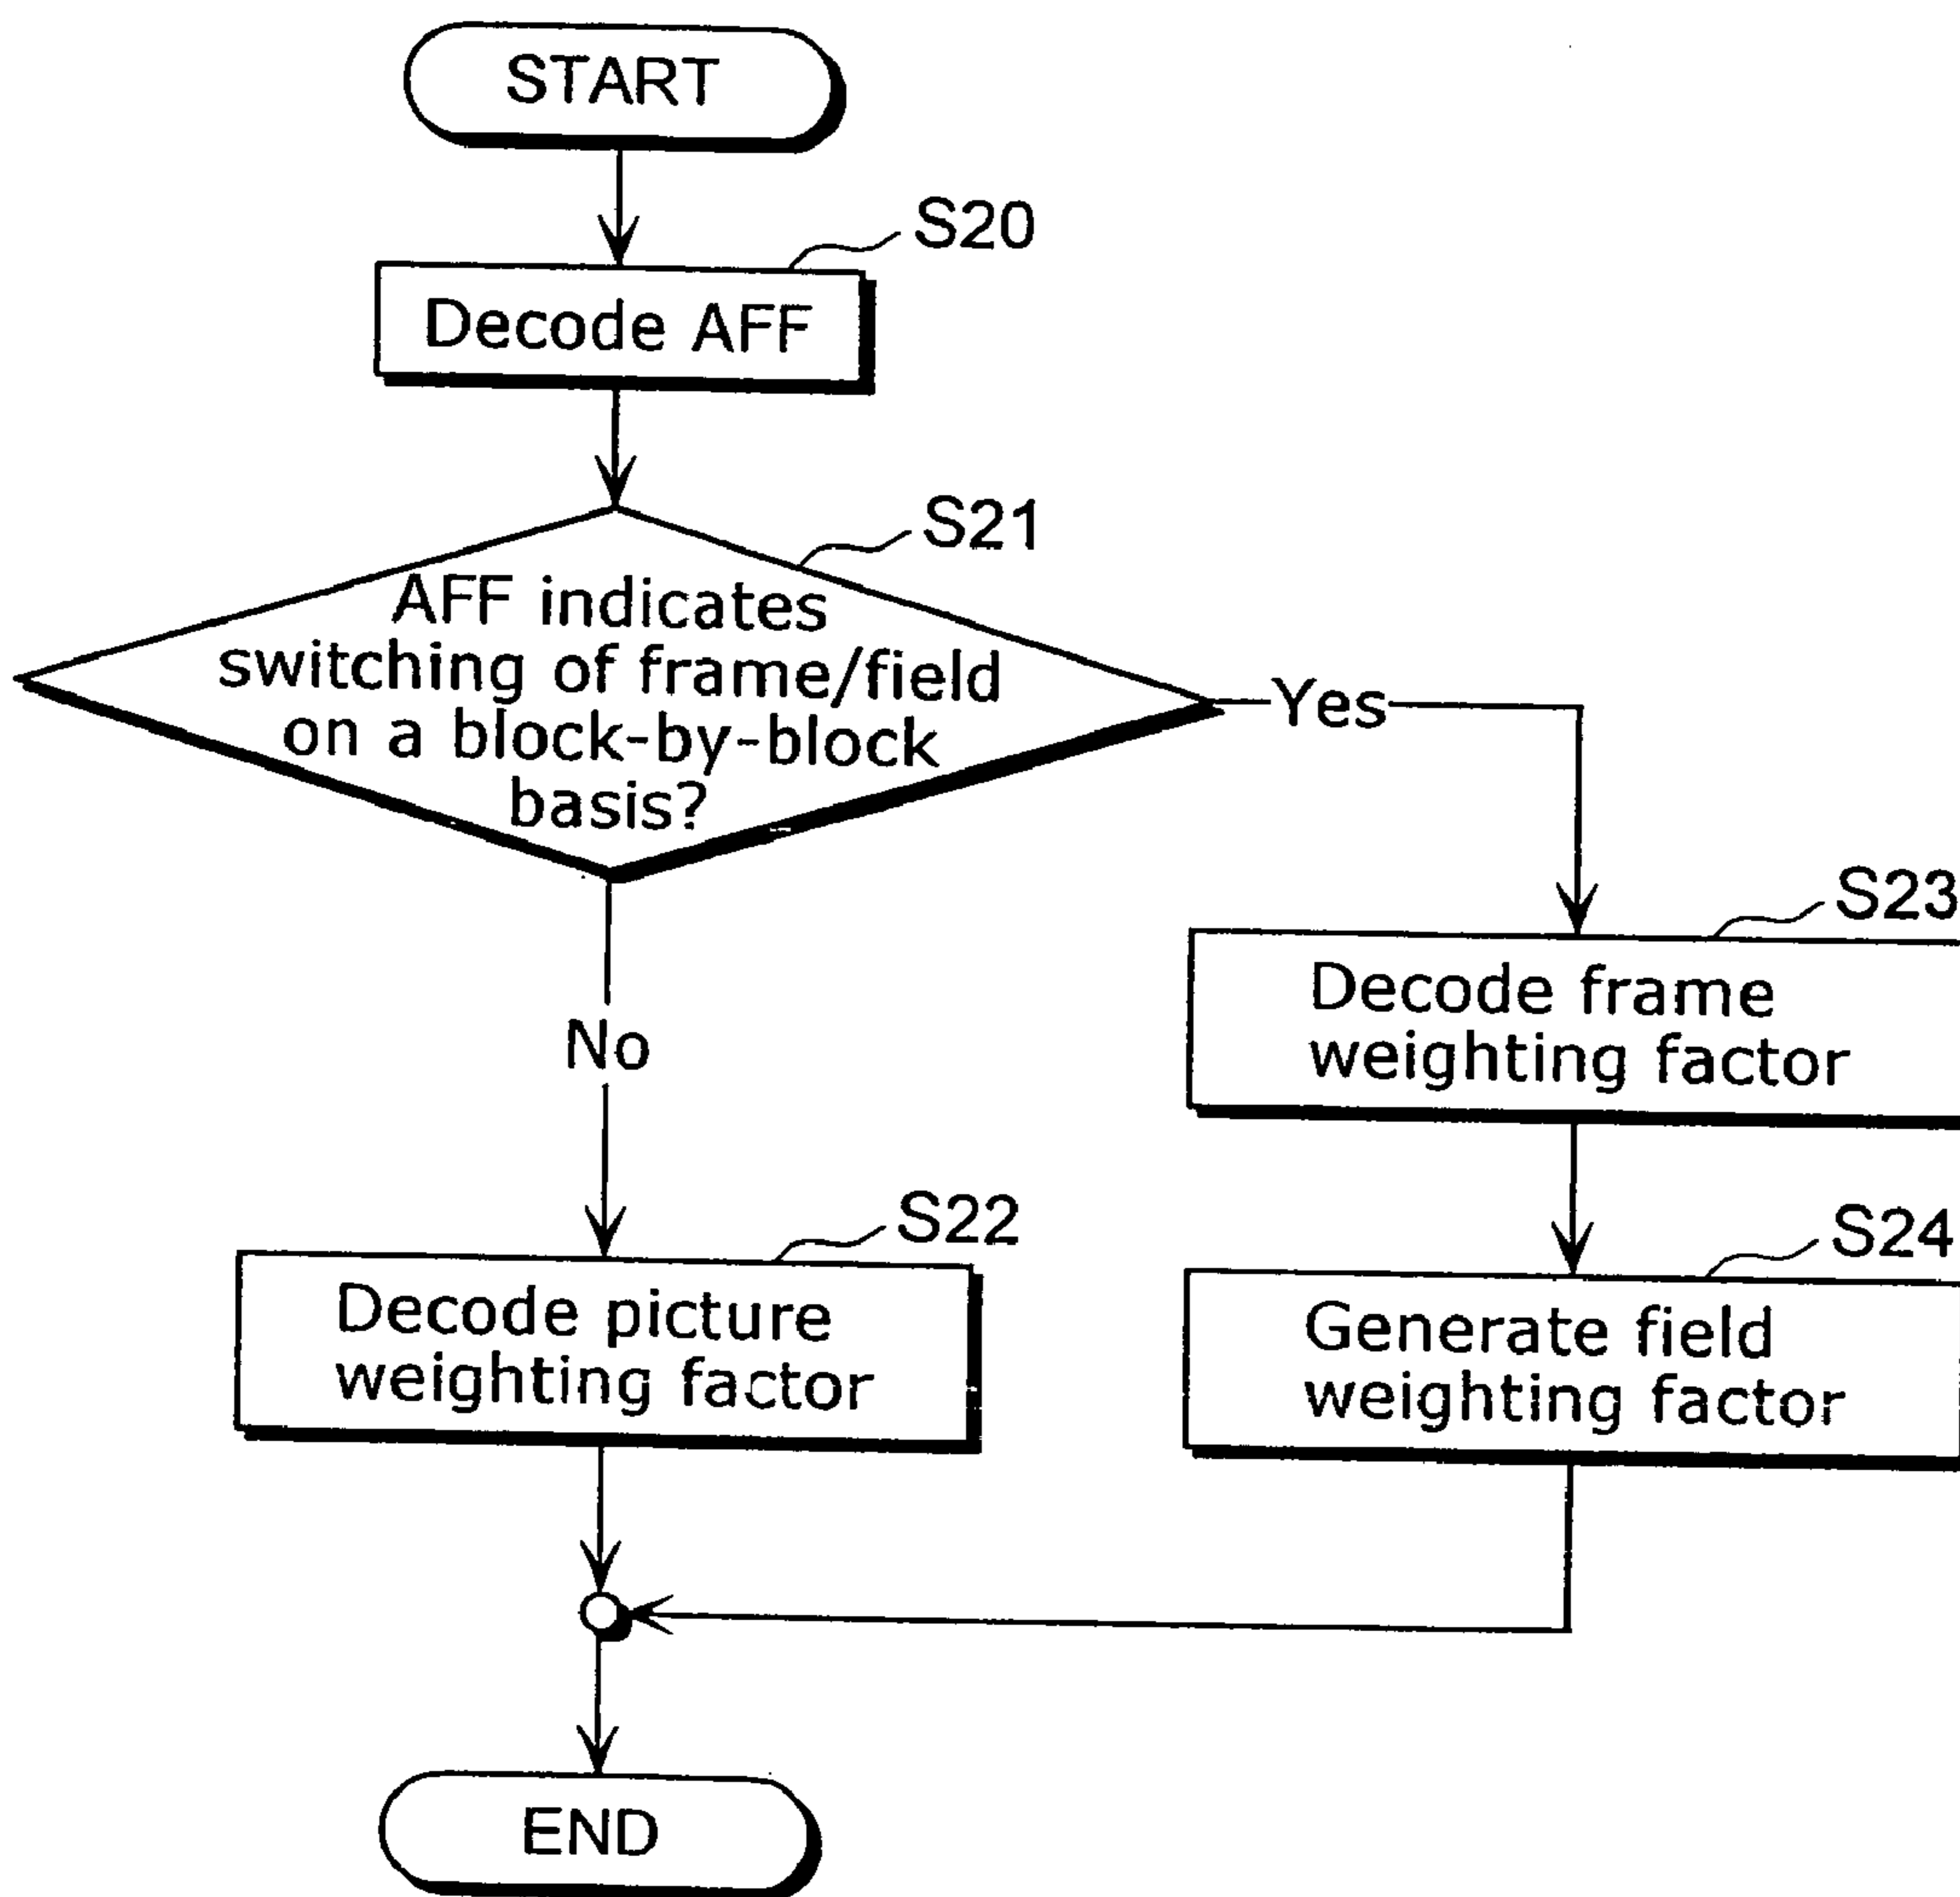 START
S20
Decode AFF
S21
AFF indicates
switching of frame/field
on a block-by-block
basis?
Yes
No
S23
Decode frame
weighting factor
S22
Decode picture
weighting factor
S24
Generate field
weighting factor
END